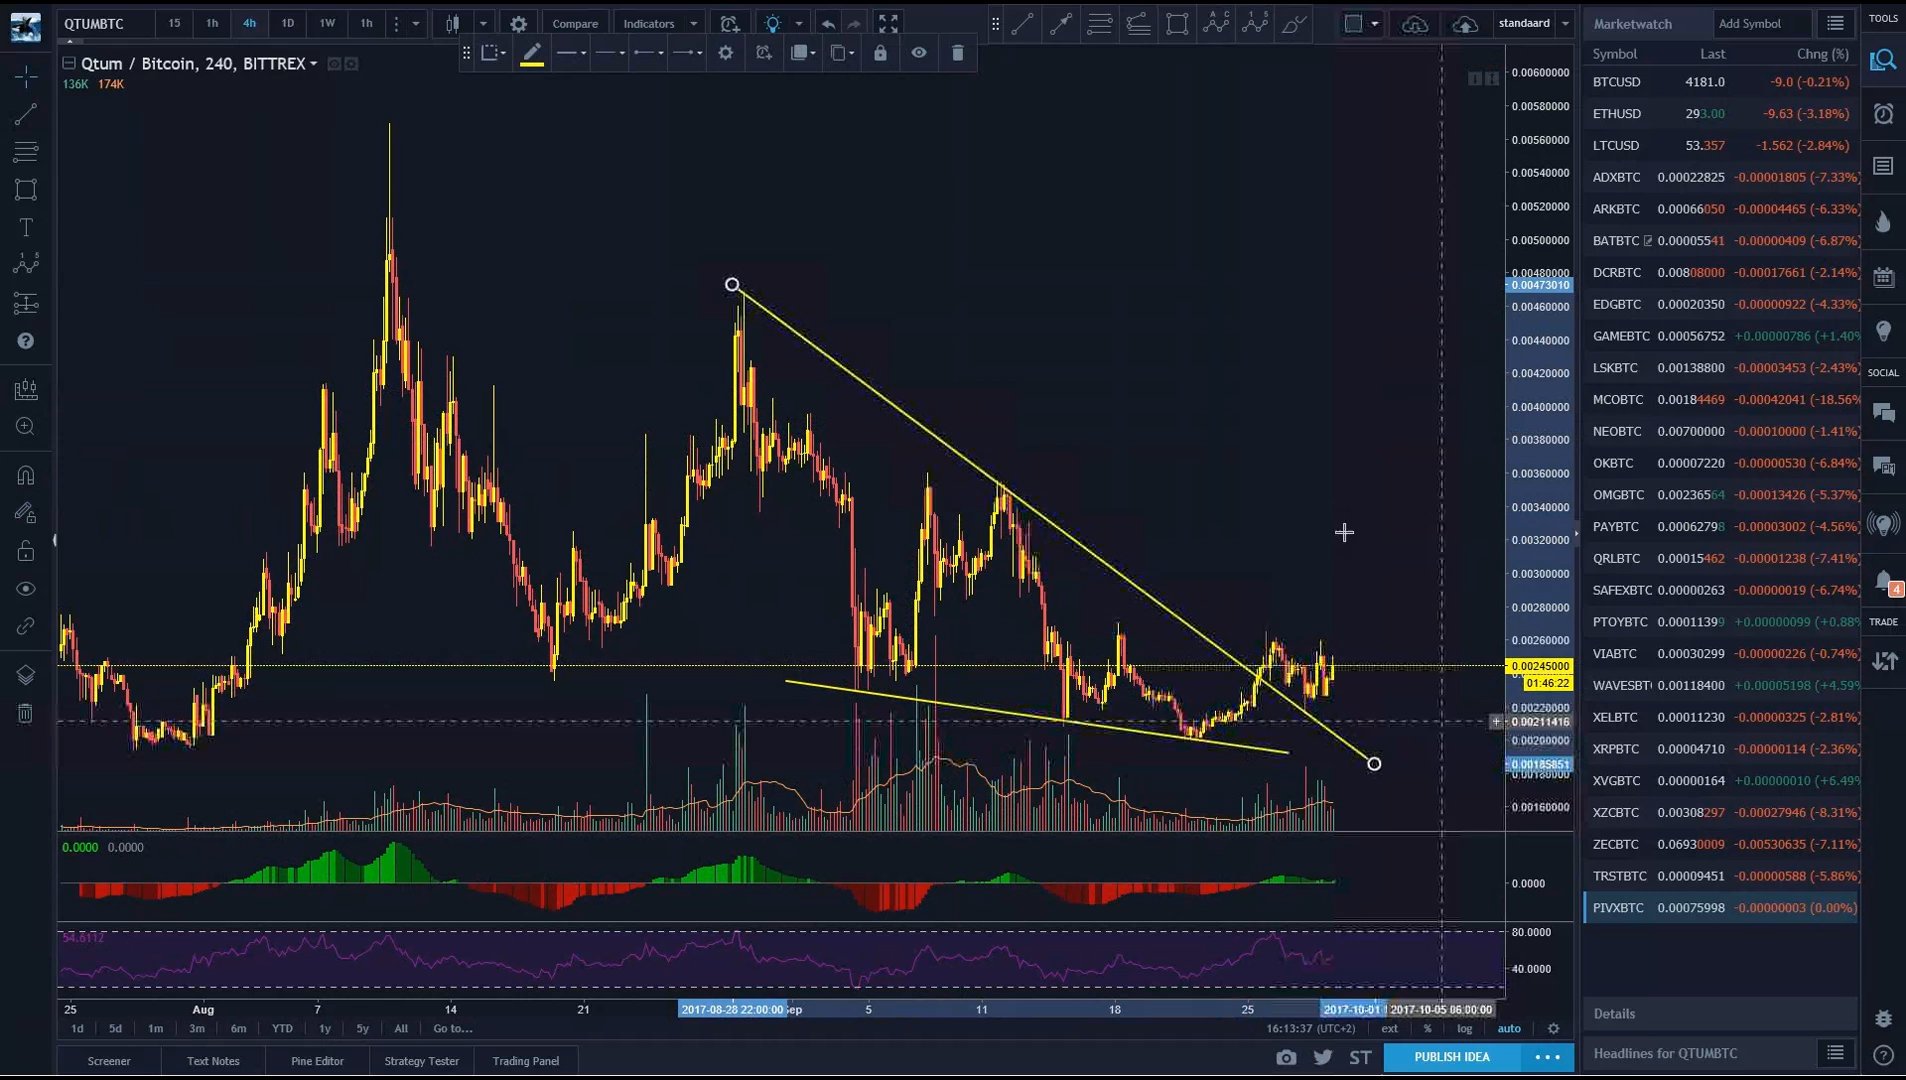 QTUMBTC 15 1h 4h 1D 1W 1h Compare Indicators standaard
Qtum / Bitcoin, 240, BITTREX
136K 174K
0.06000000
0.00580000
0.00560000
0.00540000
0.00520000
0.00500000
0.00480000
0.00473010
0.00460000
0.00440000
0.00420000
0.00400000
0.00380000
0.00360000
0.00340000
0.00320000
0.00300000
0.00280000
0.00260000
0.00245000
01:46:22
0.00220000
0.00211416
0.00200000
0.00185851
0.00180000
0.00160000
0.0000 0.0000
0.0000
54.6112
80.0000
40.0000
25 Aug 7 14 21 2017-08-28 22:00:00 Sep 5 11 18 25 2017-10-01 2017-10-05 06:00:00
1d 5d 1m 3m 6m YTD 1y 5y All Go to... 16:13:37 (UTC+2) ext % log auto
Screener Text Notes Pine Editor Strategy Tester Trading Panel ST PUBLISH IDEA
Marketwatch Add Symbol
Symbol Last Chng (%)
BTCUSD 4181.0 -9.0 (-0.21%)
ETHUSD 293.00 -9.63 (-3.18%)
LTCUSD 53.357 -1.562 (-2.84%)
ADXBTC 0.00022825 -0.00001805 (-7.33%)
ARKBTC 0.00066050 -0.00004465 (-6.33%)
BATBTC 0.00005541 -0.00000409 (-6.87%)
DCRBTC 0.00808000 -0.00017661 (-2.14%)
EDGBTC 0.00020350 -0.00000922 (-4.33%)
GAMEBTC 0.00056752 +0.00000786 (+1.40%
LSKBTC 0.00138800 -0.00003453 (-2.43%)
MCOBTC 0.00184469 -0.00042041 (-18.56%
NEOBTC 0.00700000 -0.00010000 (-1.41%)
OKBTC 0.00007220 -0.00000530 (-6.84%)
OMGBTC 0.00236564 -0.00013426 (-5.37%)
PAYBTC 0.00062798 -0.00003002 (-4.56%)
QRLBTC 0.00015462 -0.00001238 (-7.41%)
SAFEXBTC 0.00000263 -0.00000019 (-6.74%)
PTOYBTC 0.00011399 +0.00000099 (+0.88%
VIABTC 0.00030299 -0.00000226 (-0.74%)
WAVESBT 0.00118400 +0.00005198 (+4.59%
XELBTC 0.00011230 -0.00000325 (-2.81%)
XRPBTC 0.00004710 -0.00000114 (-2.36%)
XVGBTC 0.00000164 +0.00000010 (+6.49%
XZCBTC 0.00308297 -0.00027946 (-8.31%)
ZECBTC 0.06930009 -0.00530635 (-7.11%)
TRSTBTC 0.00009451 -0.00000588 (-5.86%)
PIVXBTC 0.00075998 -0.00000003 (0.00%)
Details
Headlines for QTUMBTC
TOOLS
SOCIAL
4
TRADE